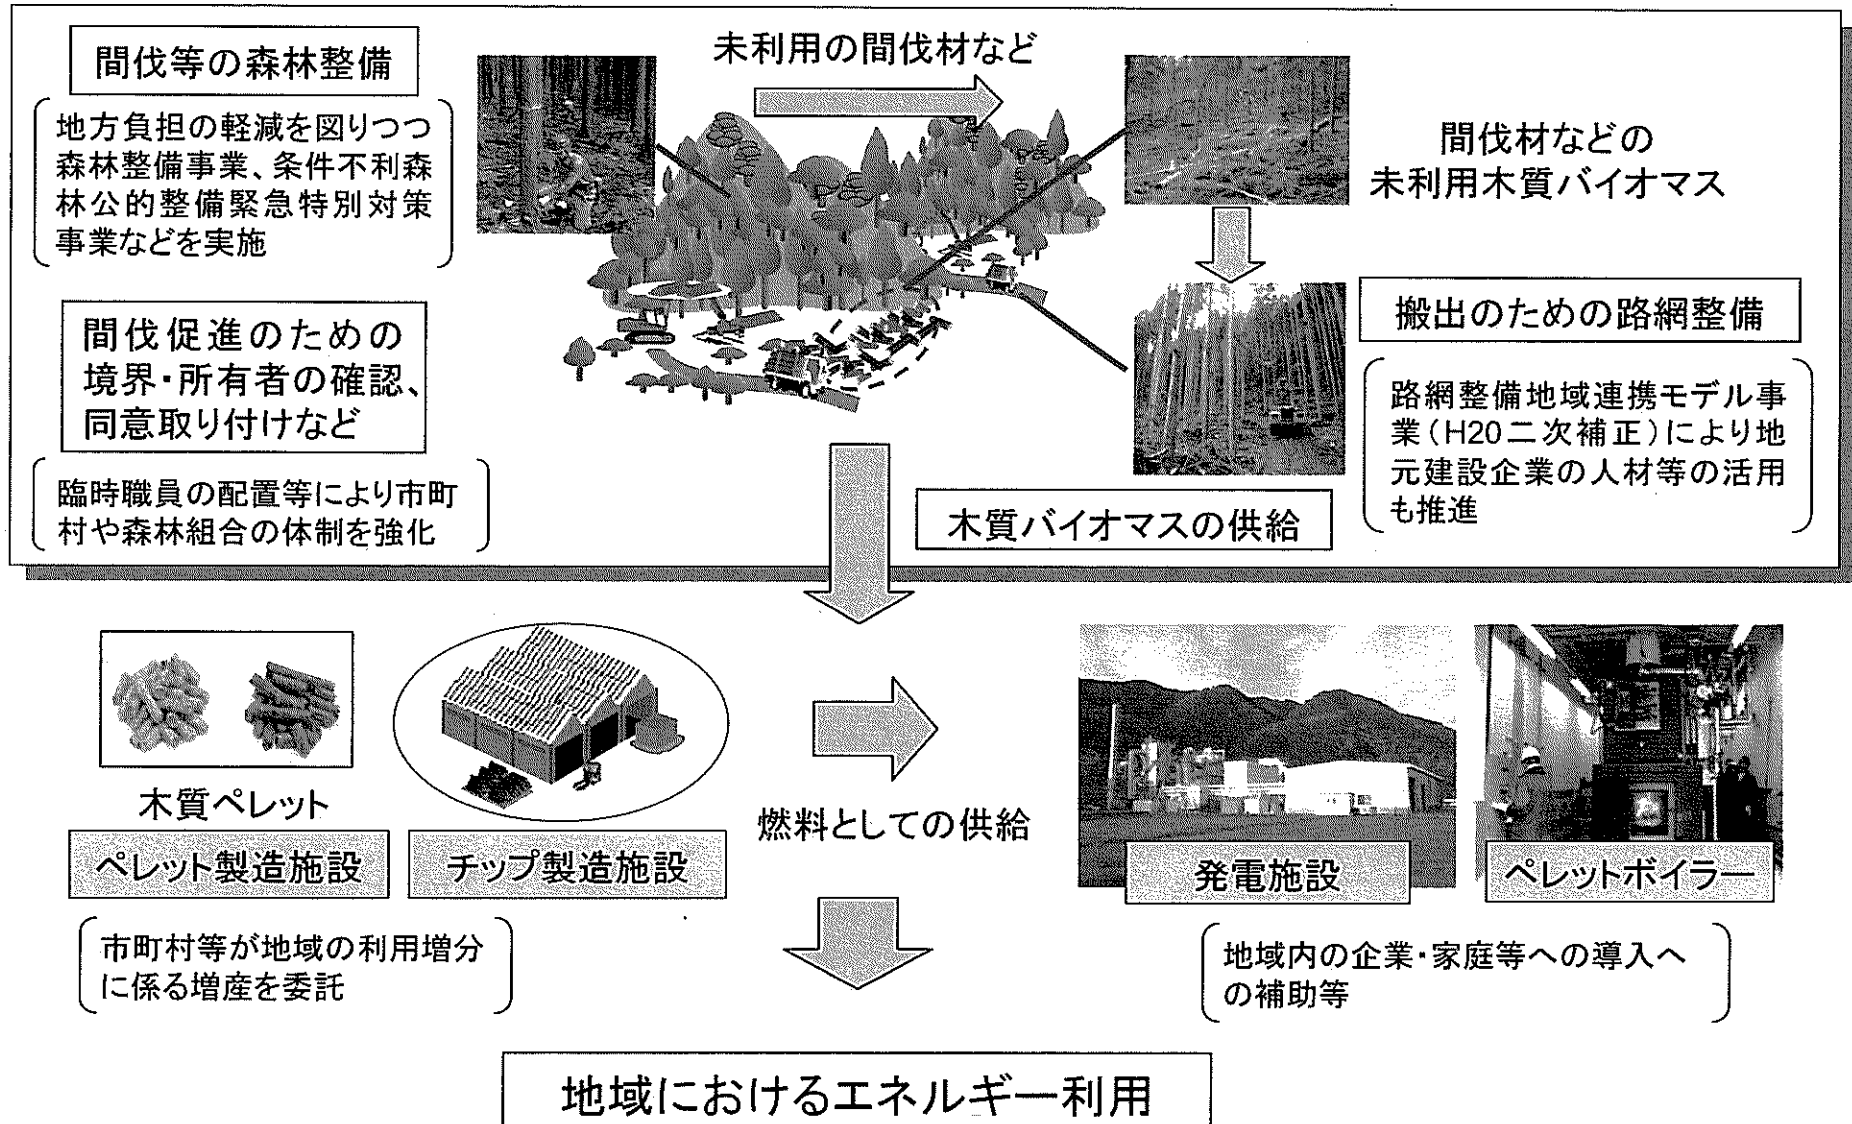 間伐等の森林整備
地方負担の軽減を図りつつ
森林整備事業、条件不利森
林公的整備緊急特別対策
事業などを実施
間伐促進のための
境界・所有者の確認、
同意取り付けなど
臨時職員の配置等により市町
村や森林組合の体制を強化
未利用の間伐材など
間伐材などの
未利用木質バイオマス
搬出のための路網整備
路網整備地域連携モデル事
業(H20二次補正)により地
元建設企業の人材等の活用
も推進
木質バイオマスの供給
木質ペレット
ペレット製造施設
チップ製造施設
市町村等が地域の利用増分
に係る増産を委託
燃料としての供給
発電施設
ペレットボイラー
地域内の企業・家庭等への導入へ
の補助等
地域におけるエネルギー利用